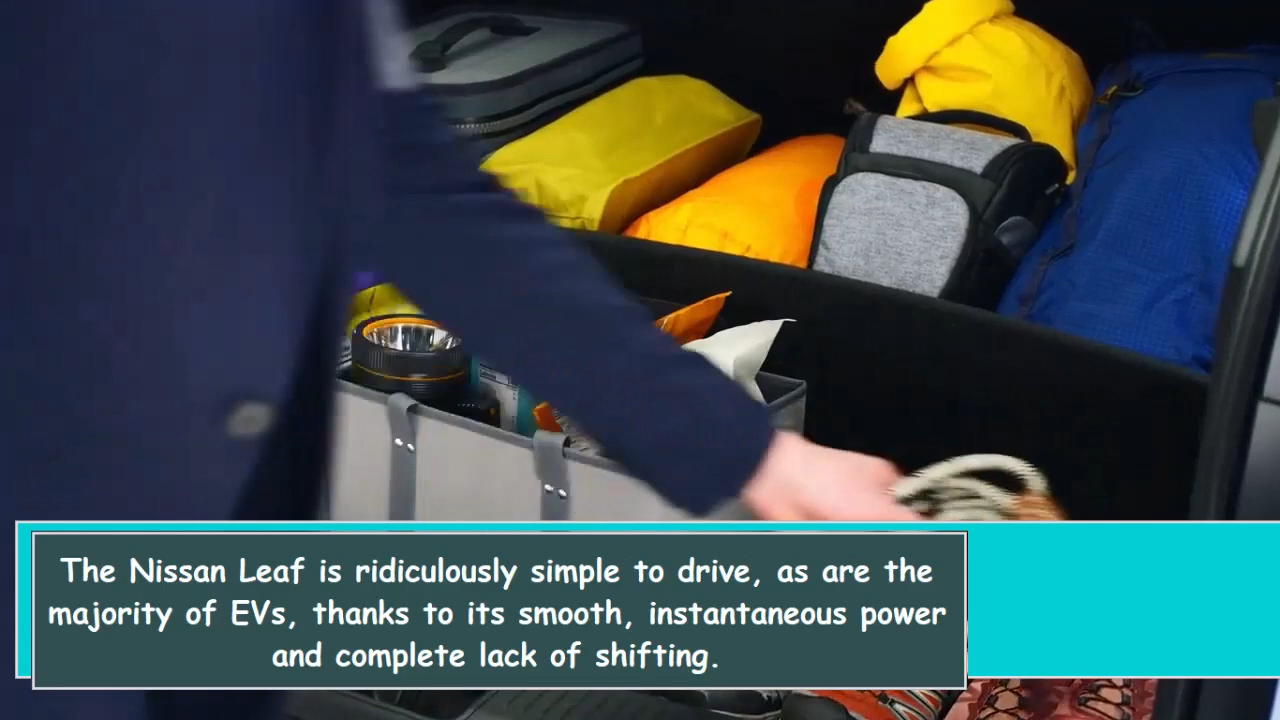 The Nissan Leaf is ridiculously simple to drive, as are the
majority of EVs, thanks to its smooth, instantaneous power
and complete lack of shifting.